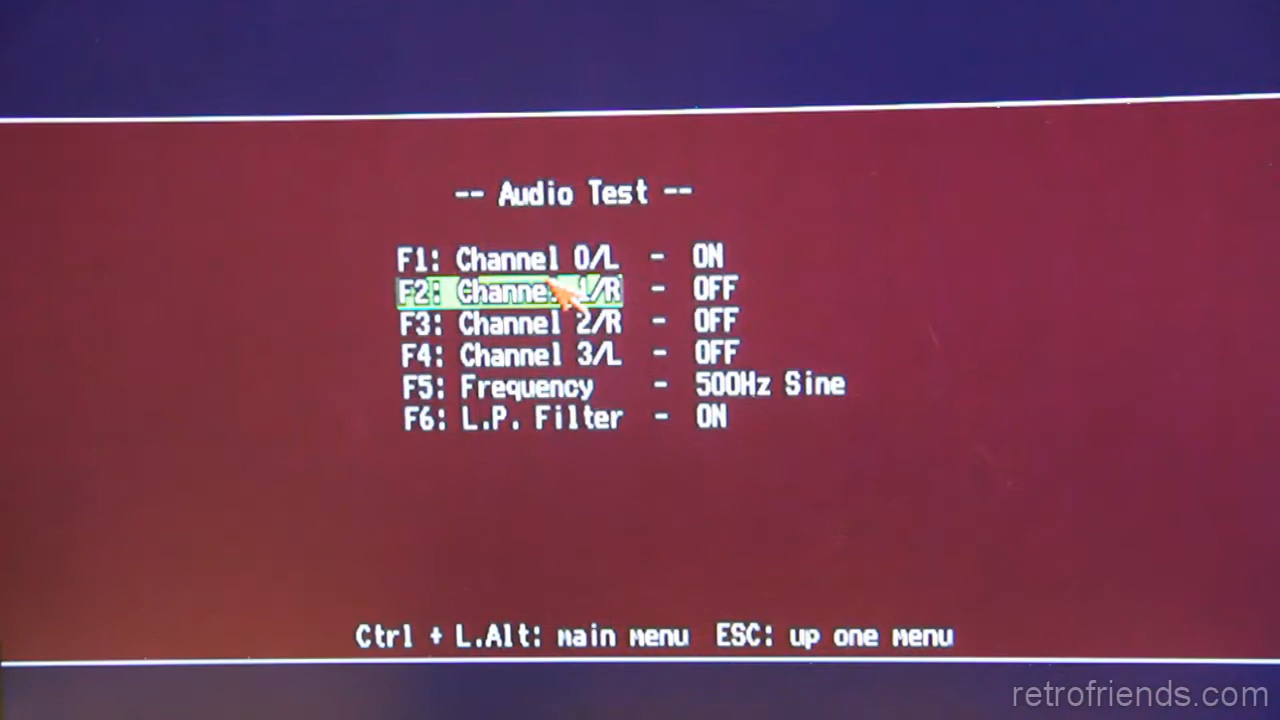 -- Audio Test --
F1: Channel 0/L - ON
F2: Channel 1/R - OFF
F3: Channel 2/R - OFF
F4: Channel 3/L - OFF
F5: Frequency - 500Hz Sine
F6: L.P. Filter - ON
Ctrl + L.Alt: main menu ESC: up one menu
retrofriends.com